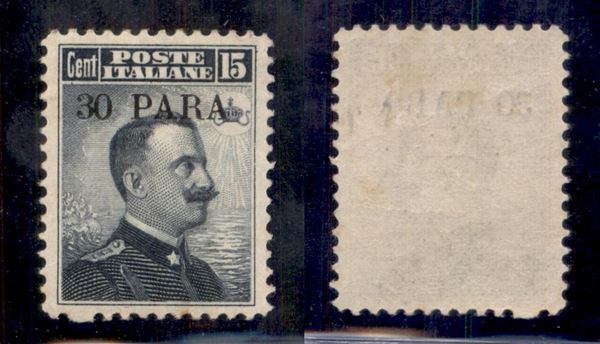 Cent POSTE ITALIANE 15
30 PARA